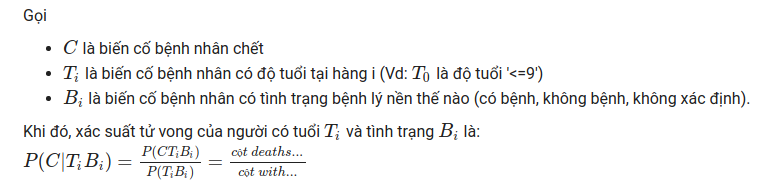 Gọi
• C là biến cố bệnh nhân chết
• T_i là biến cố bệnh nhân có độ tuổi tại hàng i (Vd: T_0 là độ tuổi '<=9')
• B_i là biến cố bệnh nhân có tình trạng bệnh lý nền thế nào (có bệnh, không bệnh, không xác định).
Khi đó, xác suất tử vong của người có tuổi T_i và tình trạng B_i là:
P(C|T_iB_i) = P(CT_iB_i)/P(T_iB_i) = cột deaths.../cột with...